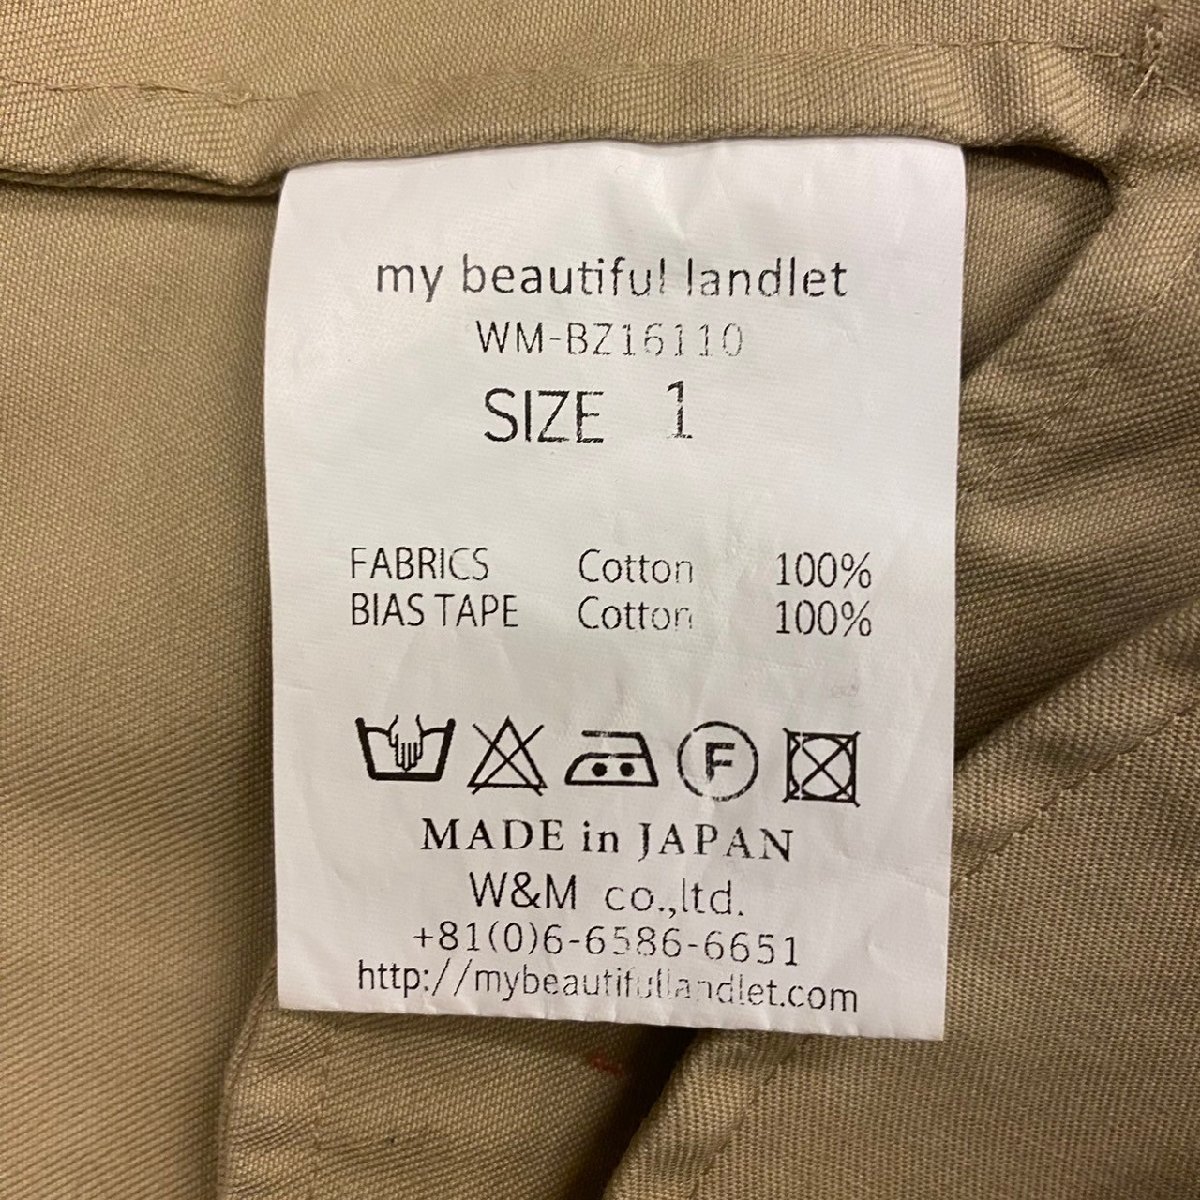 my beautiful landlet
WM-BZ16110
SIZE 1
FABRICS Cotton 100%
BIAS TAPE Cotton 100%
F
MADE in JAPAN
W&M co.,ltd.
+81(0)6-6586-6651
http://mybeautifullandlet.com